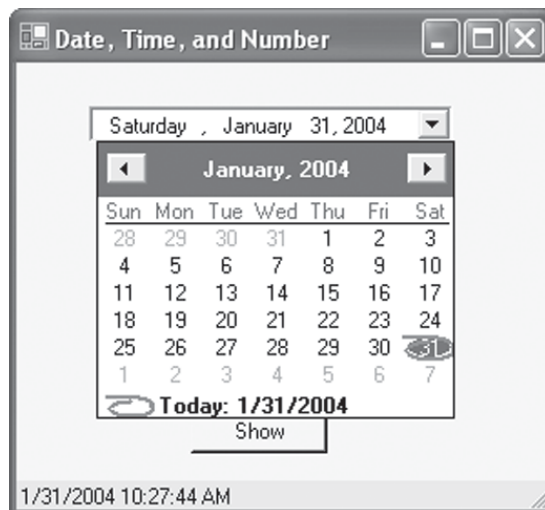 Date, Time, and Number
Saturday , January 31, 2004
January, 2004
Sun Mon Tue Wed Thu Fri Sat
28 29 30 31 1 2 3
4 5 6 7 8 9 10
11 12 13 14 15 16 17
18 19 20 21 22 23 24
25 26 27 28 29 30 31
1 2 3 4 5 6 7
Today: 1/31/2004
Show
1/31/2004 10:27:44 AM